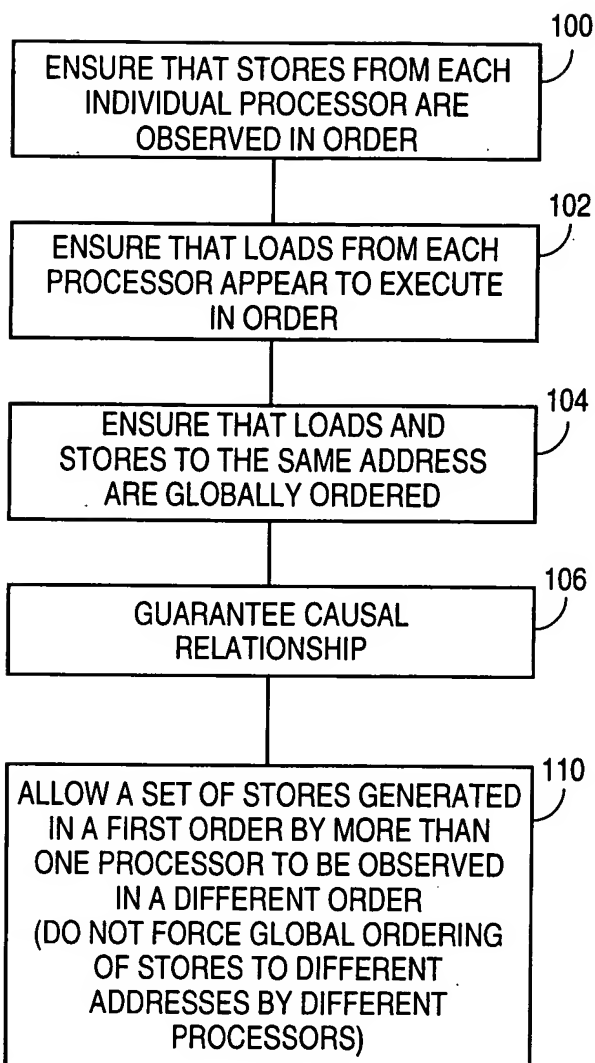 100
ENSURE THAT STORES FROM EACH
INDIVIDUAL PROCESSOR ARE
OBSERVED IN ORDER
102
ENSURE THAT LOADS FROM EACH
PROCESSOR APPEAR TO EXECUTE
IN ORDER
104
ENSURE THAT LOADS AND
STORES TO THE SAME ADDRESS
ARE GLOBALLY ORDERED
106
GUARANTEE CAUSAL
RELATIONSHIP
110
ALLOW A SET OF STORES GENERATED
IN A FIRST ORDER BY MORE THAN
ONE PROCESSOR TO BE OBSERVED
IN A DIFFERENT ORDER
(DO NOT FORCE GLOBAL ORDERING
OF STORES TO DIFFERENT
ADDRESSES BY DIFFERENT
PROCESSORS)